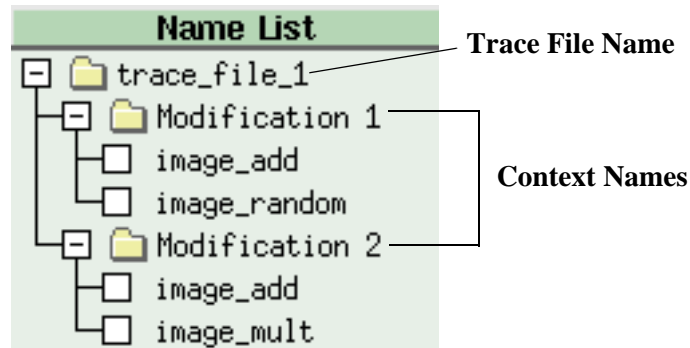 Name List
Trace File Name
trace_file_1
Modification 1
image_add
image_random
Context Names
Modification 2
image_add
image_mult